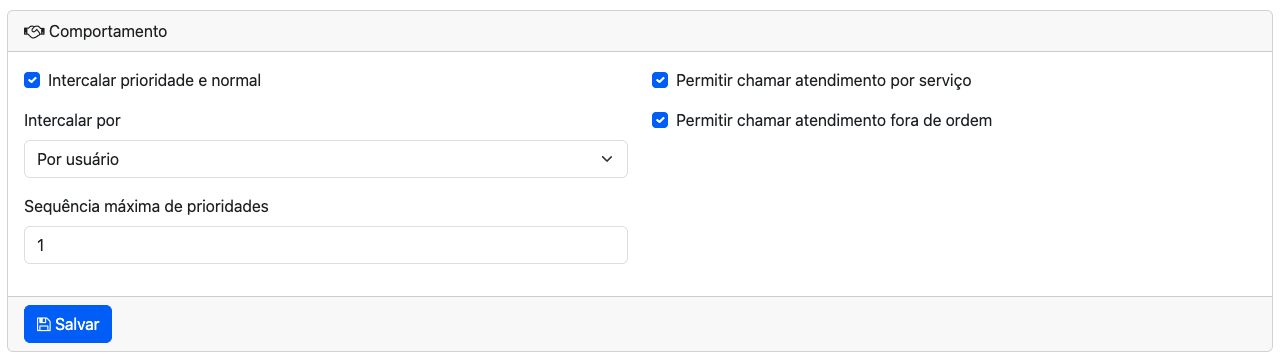 Comportamento
Intercalar prioridade e normal
Intercalar por
Por usuário
Sequência máxima de prioridades
1
Permitir chamar atendimento por serviço
Permitir chamar atendimento fora de ordem
Salvar